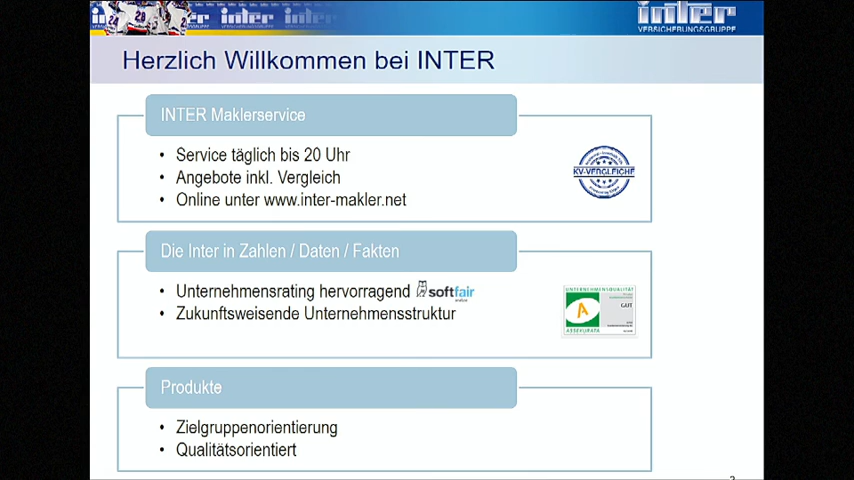 inter
VERSICHERUNGSGRUPPE
Herzlich Willkommen bei INTER
INTER Maklerservice
• Service täglich bis 20 Uhr
• Angebote inkl. Vergleich
• Online unter www.inter-makler.net
KV-VERGLEICHE
Die Inter in Zahlen / Daten / Fakten
• Unternehmensrating hervorragend softfair
• Zukunftsweisende Unternehmensstruktur
UNTERNEHMENSQUALITÄT
GUT
ASSEKURATA
Produkte
• Zielgruppenorientierung
• Qualitätsorientiert
2